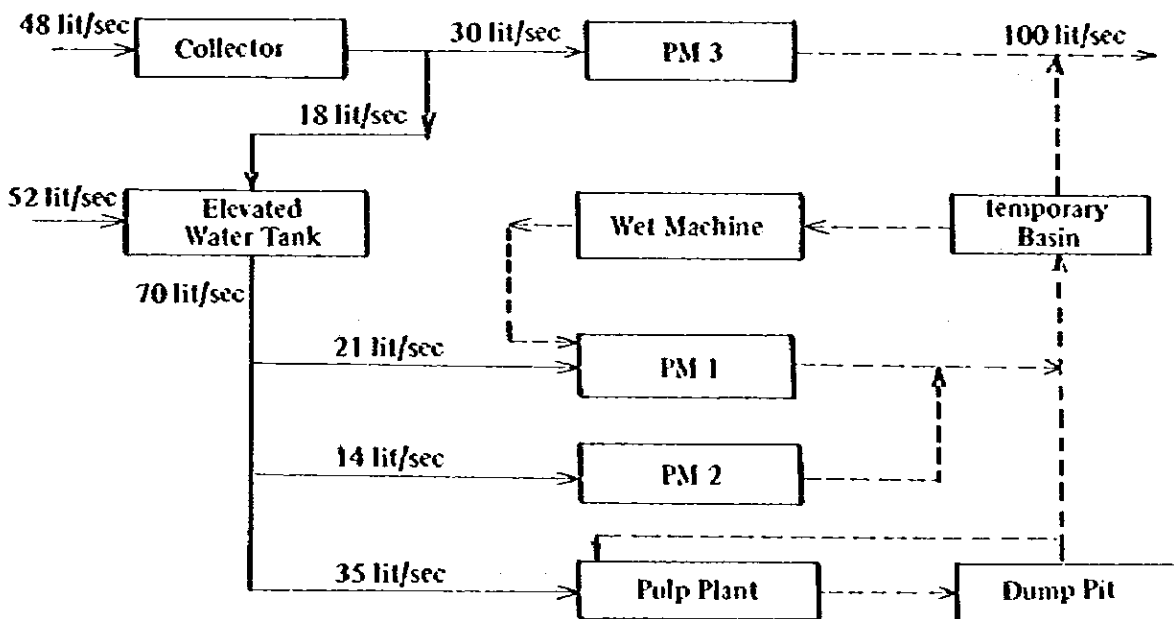 48 lit/sec
Collector
30 lit/sec
PM 3
100 lit/sec
18 lit/sec
52 lit/sec
Elevated
Water Tank
Wet Machine
temporary
Basin
70 lit/sec
21 lit/sec
PM 1
14 lit/sec
PM 2
35 lit/sec
Pulp Plant
Dump Pit